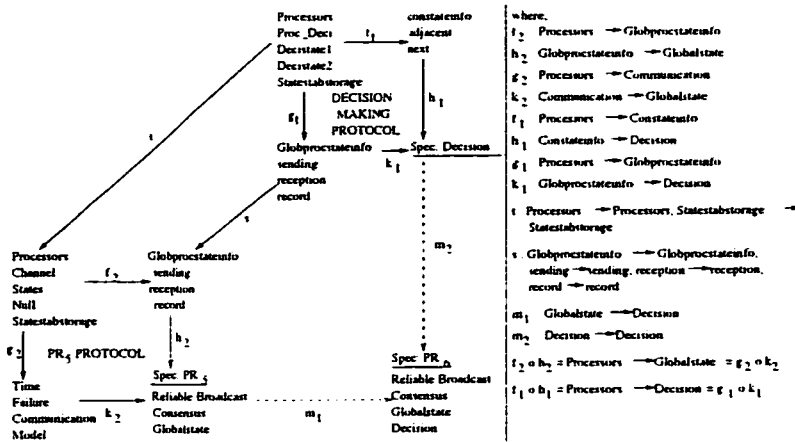 Processors
Proc_Deci
Decistate1
Decistate2
Statestabstorage
f1
constateinfo
adjacent
next
g1
DECISION
MAKING
PROTOCOL
h1
Globprocstateinfo
sending
reception
record
k1
Spec. Decision
t
s
m2
Processors
Channel
States
Null
Statestabstorage
f2
Globprocstateinfo
sending
reception
record
g2
PR5 PROTOCOL
h2
Time
Failure
Communication
Model
k2
Spec PR5
Reliable Broadcast
Consensus
Globalstate
m1
Spec PR6
Reliable Broadcast
Consensus
Globalstate
Decision
where,
f2 Processors → Globprocstateinfo
h2 Globprocstateinfo → Globalstate
g2 Processors → Communication
k2 Communication → Globalstate
f1 Processors → Constateinfo
h1 Constateinfo → Decision
g1 Processors → Globprocstateinfo
k1 Globprocstateinfo → Decision
t Processors → Processors, Statestabstorage →
Statestabstorage
s . Globprocstateinfo → Globprocstateinfo,
sending → sending, reception → reception,
record → record
m1 Globalstate → Decision
m2 Decision → Decision
f2 o h2 = Processors → Globalstate = g2 o k2
f1 o h1 = Processors → Decision = g1 o k1